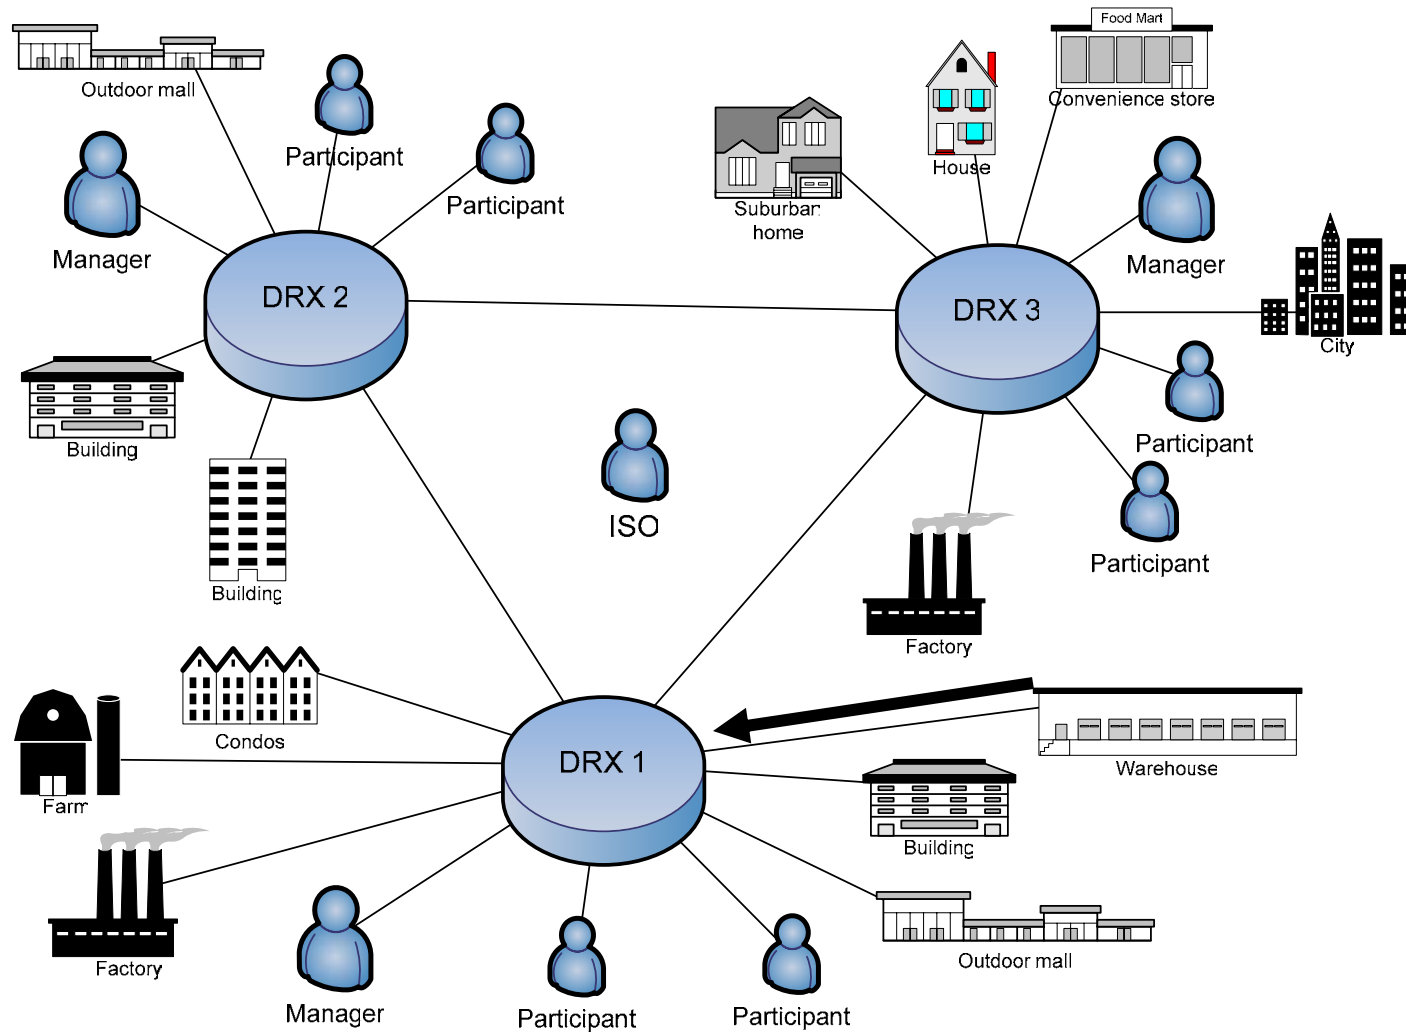 Food Mart
Outdoor mall
Convenience store
Participant
House
Participant
Suburban
home
Manager
Manager
DRX 2
DRX 3
City
Building
Participant
ISO
Participant
Building
Factory
Condos
DRX 1
Warehouse
Farm
Building
Factory
Outdoor mall
Manager
Participant
Participant